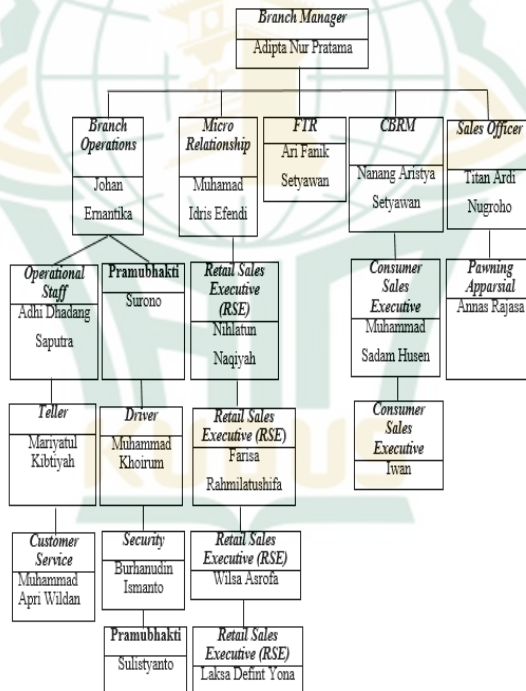 Branch Manager
Adipta Nur Pratama
Branch
Operations
Johan
Ernantika
Micro
Relationship
Muhamad
Idris Efendi
FTR
Ari Fanik
Setyawan
CBRM
Nanang Aristya
Setyawan
Sales Officer
Titan Ardi
Nugroho
Operational
Staff
Adhi Dhadang
Saputra
Pramubhakti
Surono
Retail Sales
Executive
(RSE)
Nihlatun
Naqiyah
Consumer
Sales
Executive
Muhammad
Sadam Husen
Pawning
Apparsial
Annas Rajasa
Teller
Mariyatul
Kibtiyah
Driver
Muhammad
Khoirum
Retail Sales
Executive (RSE)
Farisa
Rahmilatushifa
Consumer
Sales
Executive
Iwan
Customer
Service
Muhammad
Apri Wildan
Security
Burhanudin
Ismanto
Retail Sales
Executive (RSE)
Wilsa Asrofa
Pramubhakti
Sulistyanto
Retail Sales
Executive (RSE)
Laksa Defint Yona
KUDUS